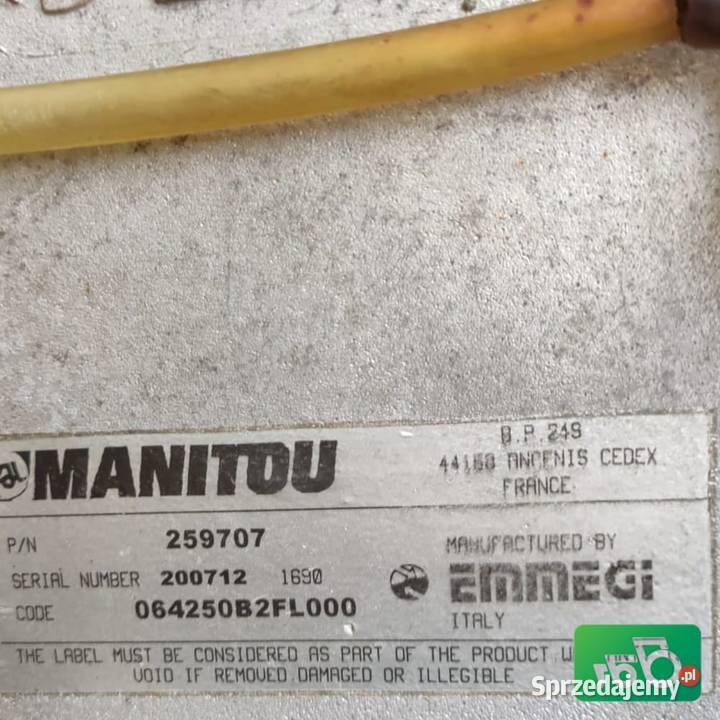 MANITOU
B.P. 249
44158 ANCENIS CEDEX
FRANCE
P/N 259707
SERIAL NUMBER 200712 1690
CODE 064250B2FL000
MANUFACTURED BY
EMMEGI
ITALY
THE LABEL MUST BE CONSIDERED AS PART OF THE PRODUCT
VOID IF REMOVED DAMAGED OR ILLEGIBLE
Sprzedajemy.pl